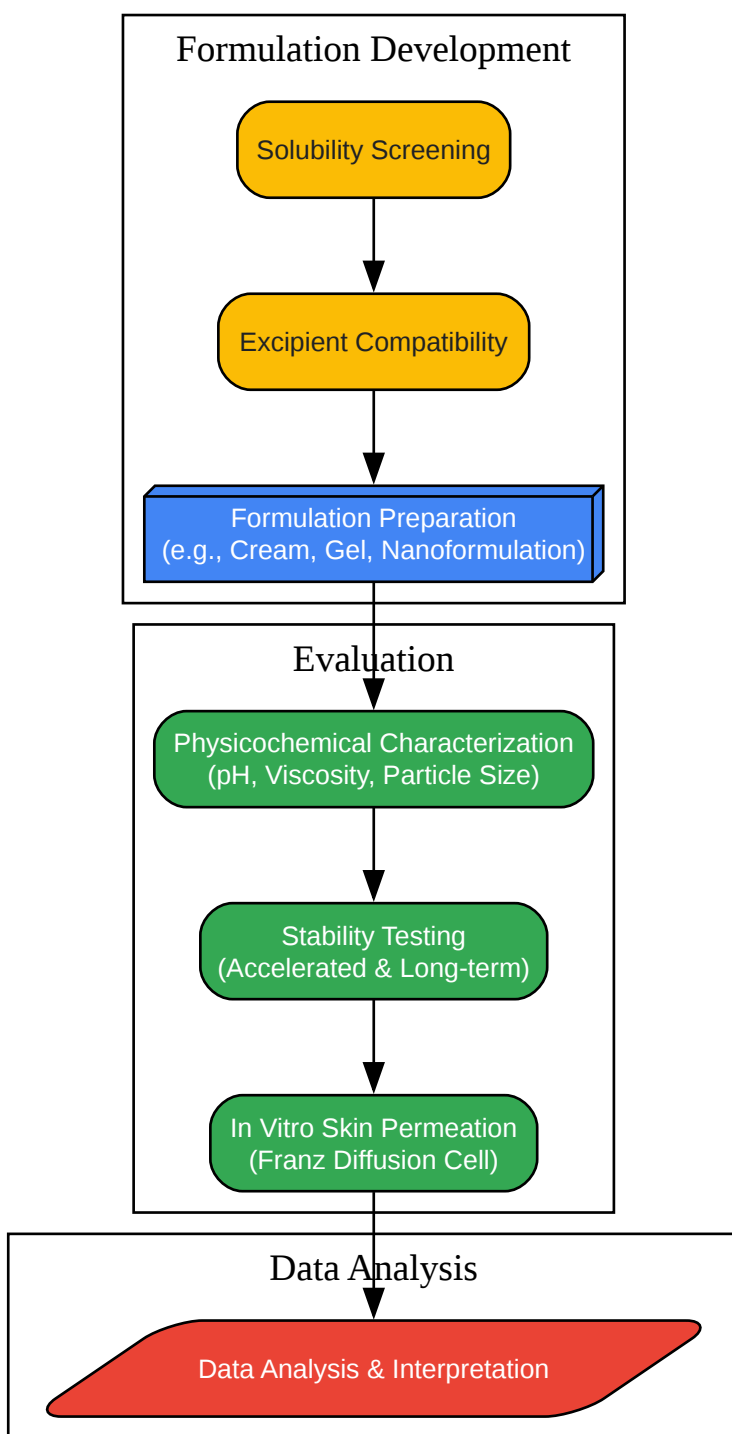 Formulation Development
Solubility Screening
Excipient Compatibility
Formulation Preparation
(e.g., Cream, Gel, Nanoformulation)
Evaluation
Physicochemical Characterization
(pH, Viscosity, Particle Size)
Stability Testing
(Accelerated & Long-term)
In Vitro Skin Permeation
(Franz Diffusion Cell)
Data Analysis
Data Analysis & Interpretation